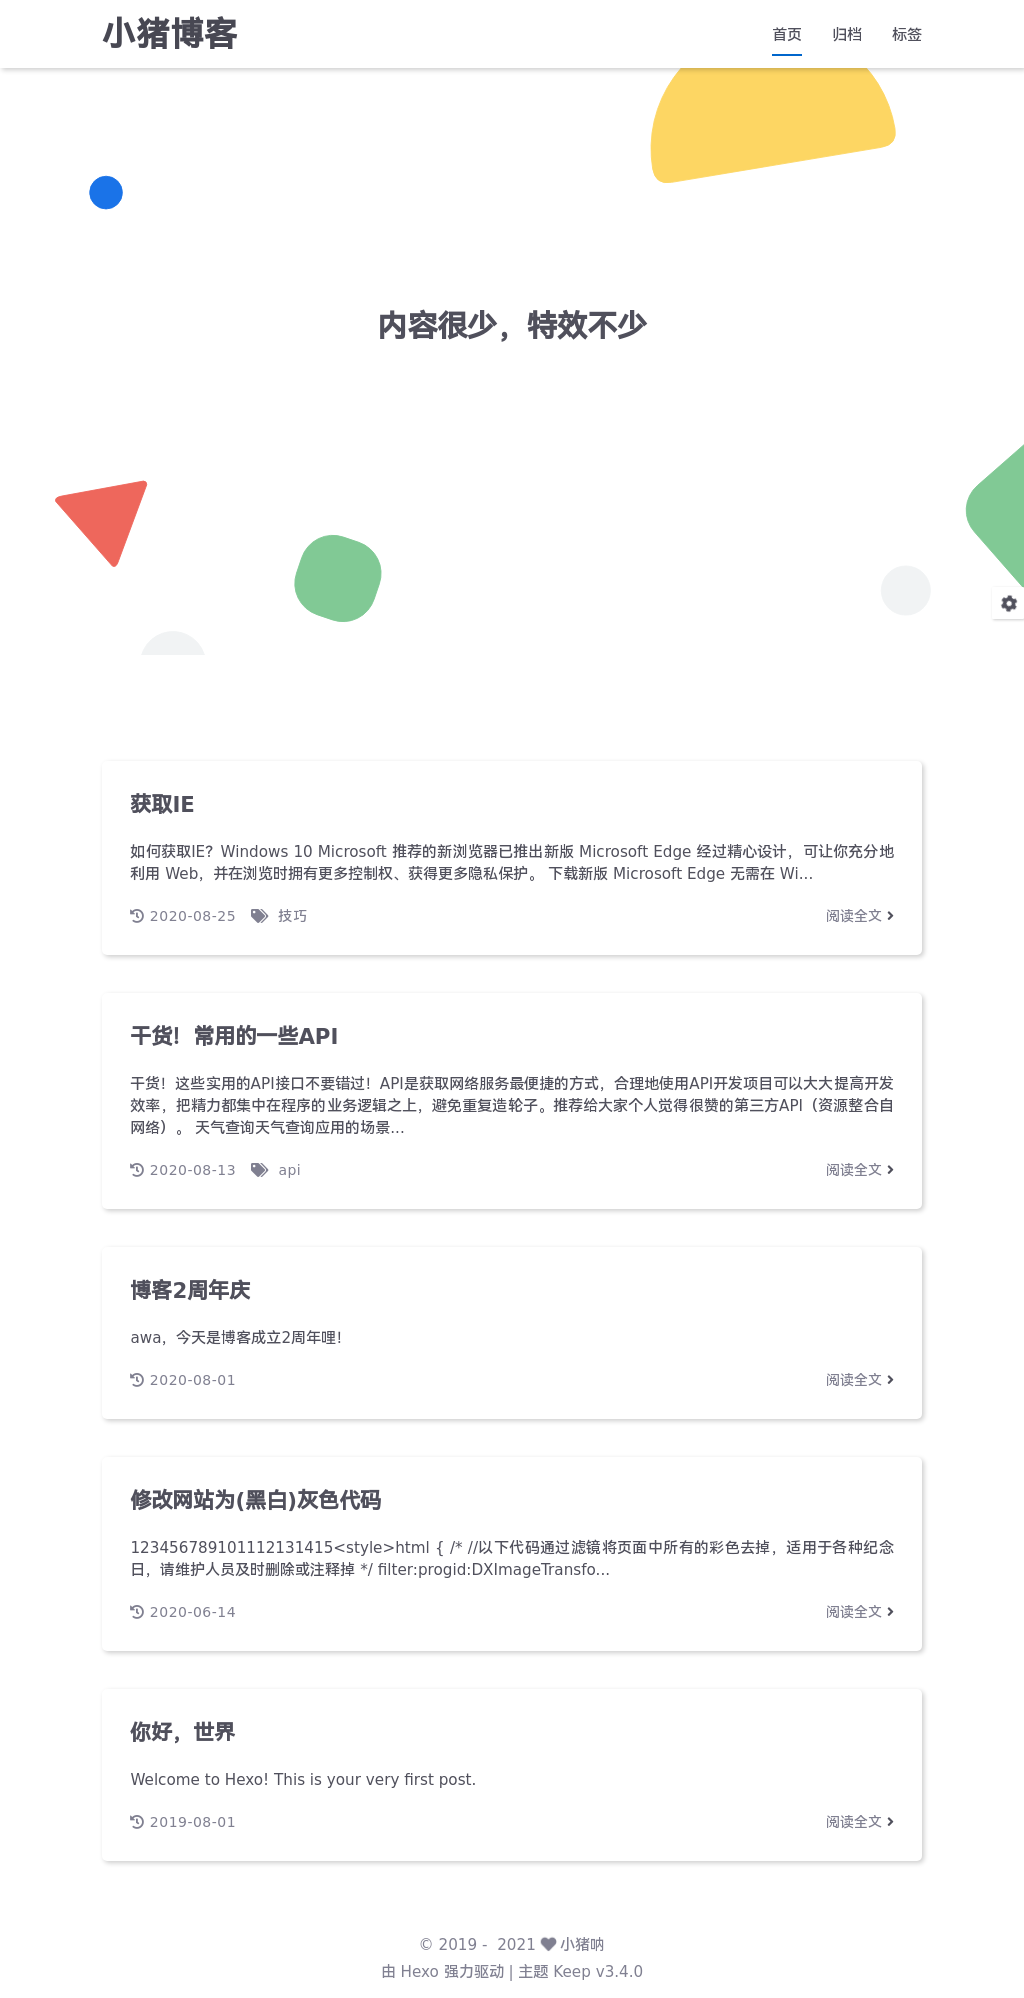 小猪博客
首页 归档 标签
内容很少，特效不少
获取IE
如何获取IE？Windows 10 Microsoft 推荐的新浏览器已推出新版 Microsoft Edge 经过精心设计，可让你充分地
利用 Web，并在浏览时拥有更多控制权、获得更多隐私保护。 下载新版 Microsoft Edge 无需在 Wi...
2020-08-25 技巧 阅读全文
干货！常用的一些API
干货！这些实用的API接口不要错过！API是获取网络服务最便捷的方式，合理地使用API开发项目可以大大提高开发
效率，把精力都集中在程序的业务逻辑之上，避免重复造轮子。推荐给大家个人觉得很赞的第三方API（资源整合自
网络）。 天气查询天气查询应用的场景...
2020-08-13 api 阅读全文
博客2周年庆
awa，今天是博客成立2周年哩！
2020-08-01 阅读全文
修改网站为(黑白)灰色代码
123456789101112131415<style>html { /* //以下代码通过滤镜将页面中所有的彩色去掉，适用于各种纪念
日，请维护人员及时删除或注释掉 */ filter:progid:DXImageTransfo...
2020-06-14 阅读全文
你好，世界
Welcome to Hexo! This is your very first post.
2019-08-01 阅读全文
© 2019 - 2021 小猪呐
由 Hexo 强力驱动 | 主题 Keep v3.4.0